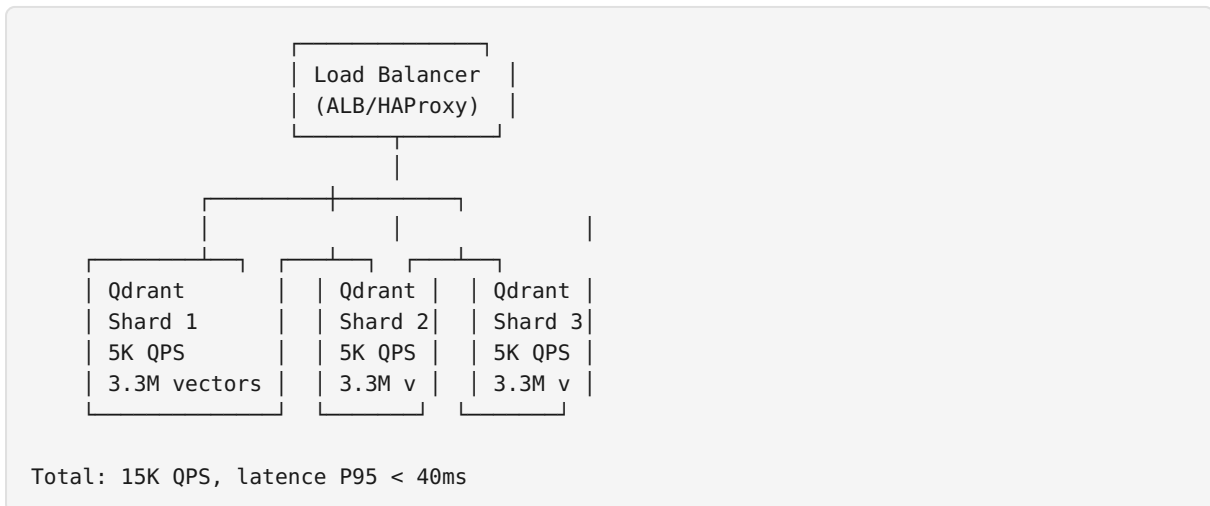 Load Balancer
(ALB/HAProxy)
Qdrant Qdrant Qdrant
Shard 1 Shard 2 Shard 3
5K QPS 5K QPS 5K QPS
3.3M vectors 3.3M v 3.3M v
Total: 15K QPS, latence P95 < 40ms